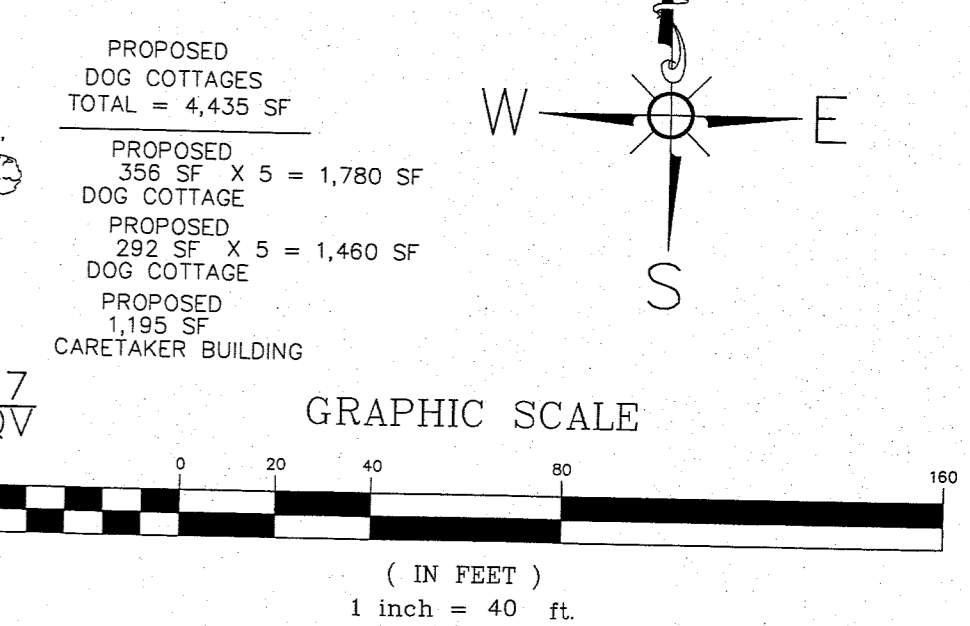 PROPOSED
DOG COTTAGES
TOTAL = 4,435 SF
PROPOSED
356 SF X 5 = 1,780 SF
DOG COTTAGE
PROPOSED
292 SF X 5 = 1,460 SF
DOG COTTAGE
PROPOSED
1,195 SF
CARETAKER BUILDING
W E
S
7
GRAPHIC SCALE
0 20 40 80 160
( IN FEET )
1 inch = 40 ft.